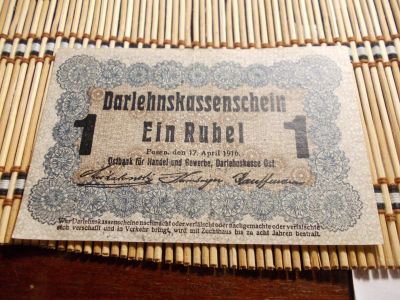 Darlehnskassenschein
1 Ein Rubel 1
Posen, den 17. April 1916.
Ostbank für Handel und Gewerbe, Darlehnskasse Ost.
Wer Darlehnskassenscheine nachmacht oder verfälscht oder nachgemachte oder verfälschte
sich verschafft und in Verkehr bringt, wird mit Zuchthaus bis zu acht Jahren bestraft.